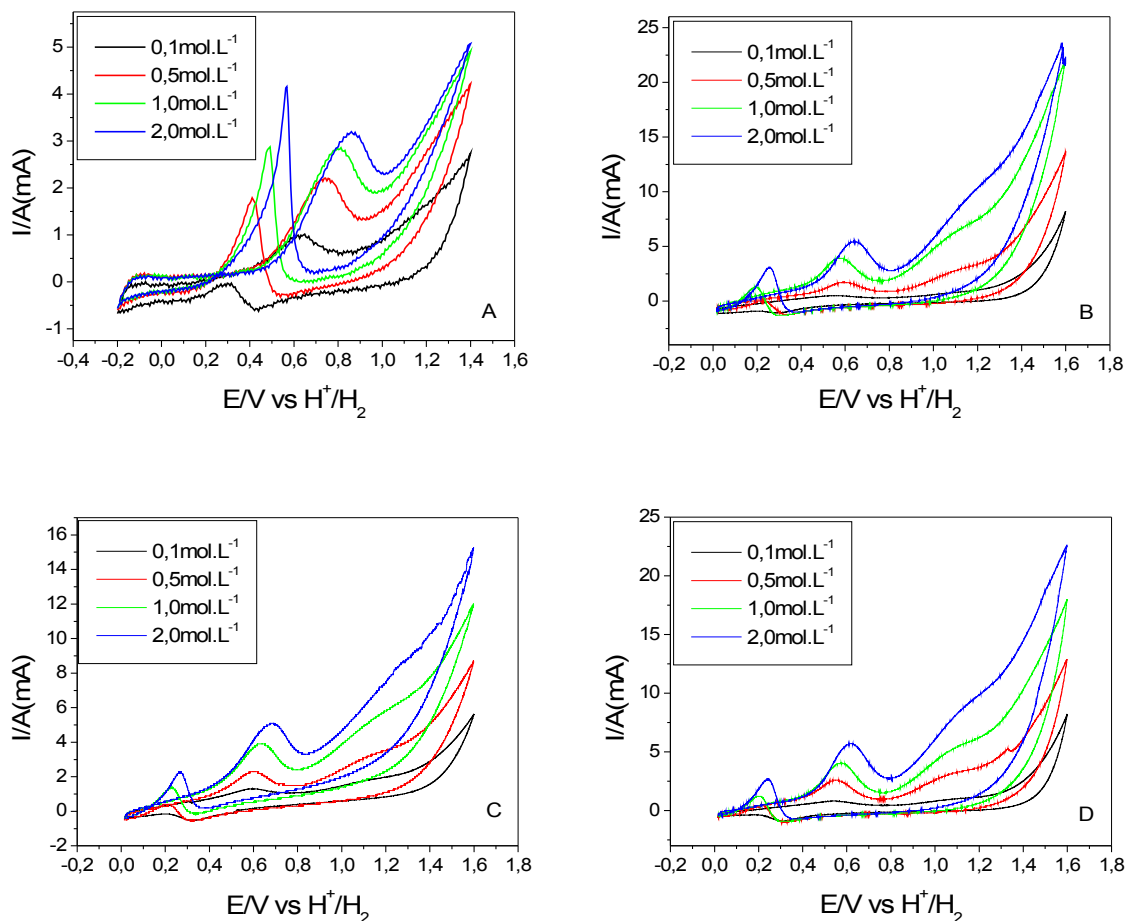 0,1mol.L⁻¹
0,5mol.L⁻¹
1,0mol.L⁻¹
2,0mol.L⁻¹
5
4
3
2
1
0
-1
I/A(mA)
A
-0,4 -0,2 0,0 0,2 0,4 0,6 0,8 1,0 1,2 1,4 1,6
E/V vs H⁺/H₂
0,1mol.L⁻¹
0,5mol.L⁻¹
1,0mol.L⁻¹
2,0mol.L⁻¹
25
20
15
10
5
0
I/A(mA)
B
-0,2 0,0 0,2 0,4 0,6 0,8 1,0 1,2 1,4 1,6 1,8
E/V vs H⁺/H₂
0,1mol.L⁻¹
0,5mol.L⁻¹
1,0mol.L⁻¹
2,0mol.L⁻¹
16
14
12
10
8
6
4
2
0
-2
I/A(mA)
C
-0,2 0,0 0,2 0,4 0,6 0,8 1,0 1,2 1,4 1,6 1,8
E/V vs H⁺/H₂
0,1mol.L⁻¹
0,5mol.L⁻¹
1,0mol.L⁻¹
2,0mol.L⁻¹
25
20
15
10
5
0
I/A(mA)
D
-0,2 0,0 0,2 0,4 0,6 0,8 1,0 1,2 1,4 1,6 1,8
E/V vs H⁺/H₂